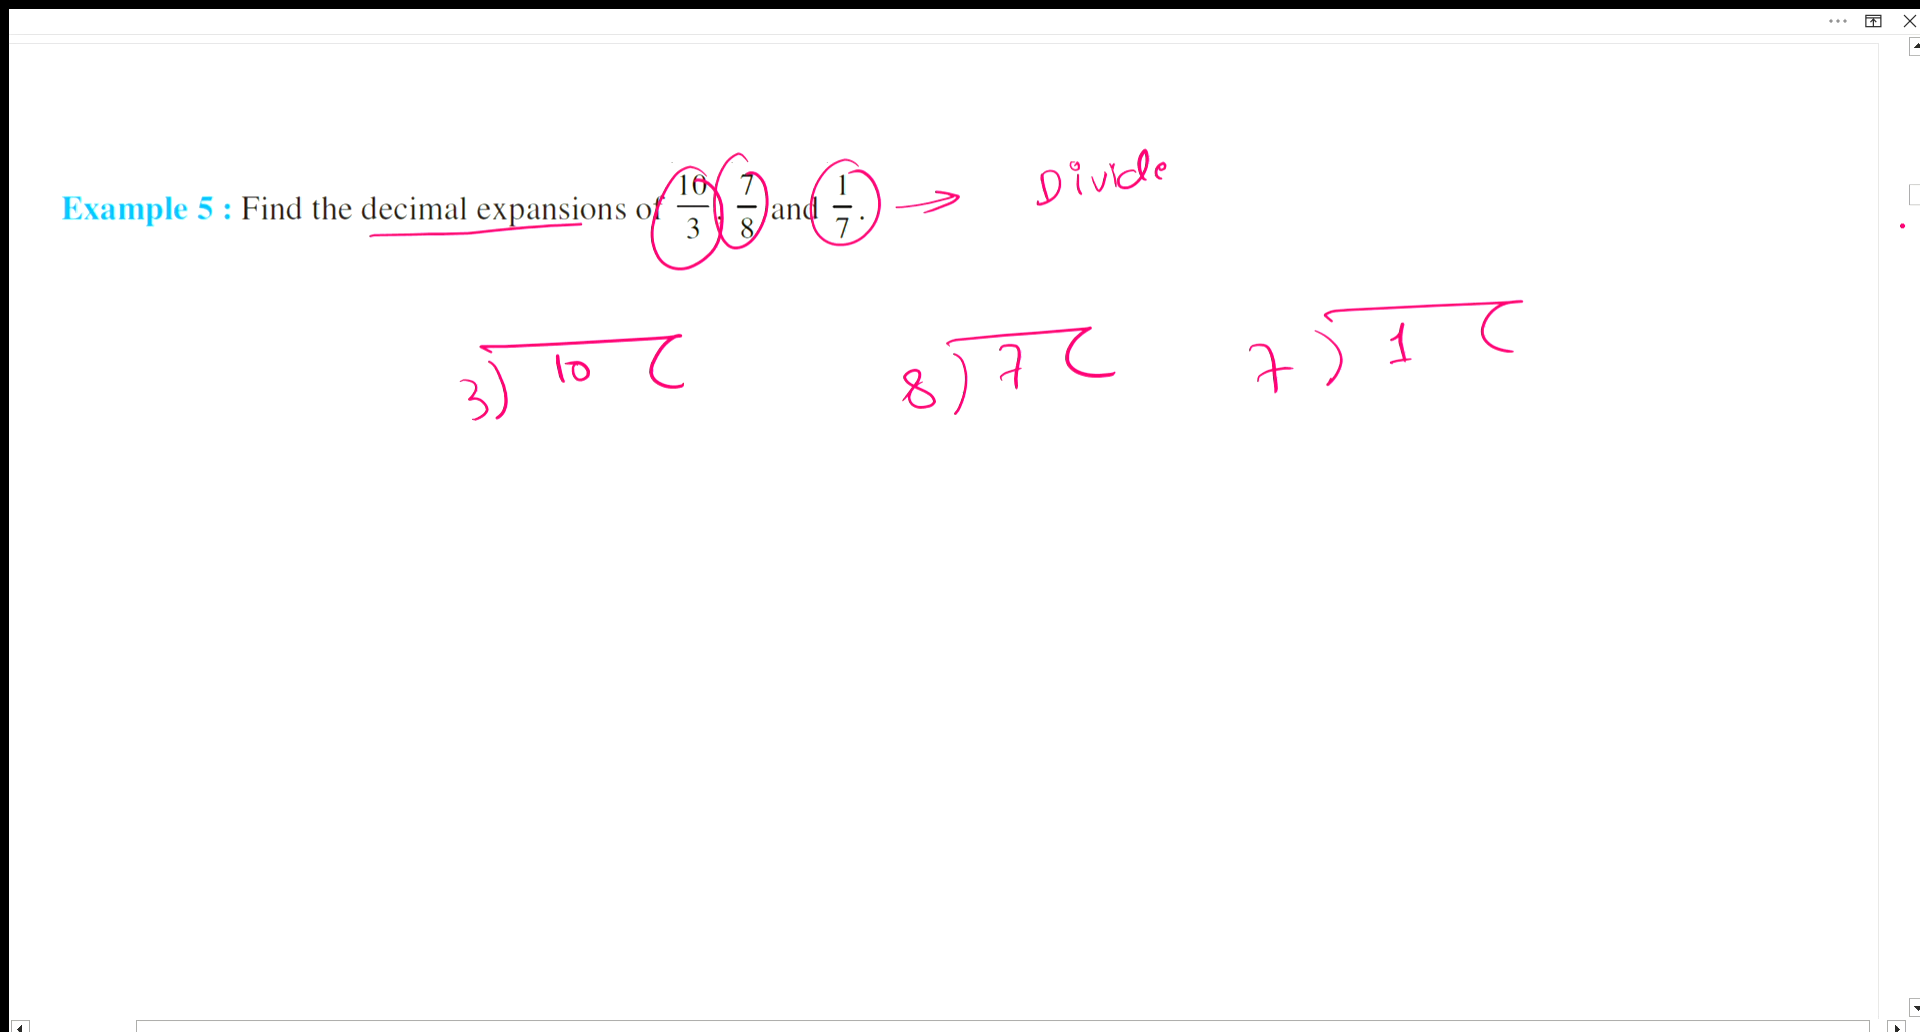 Divide
Example 5 : Find the decimal expansions of 10/3, 7/8 and 1/7.
3) 10 (
8) 7 (
7) 1 (